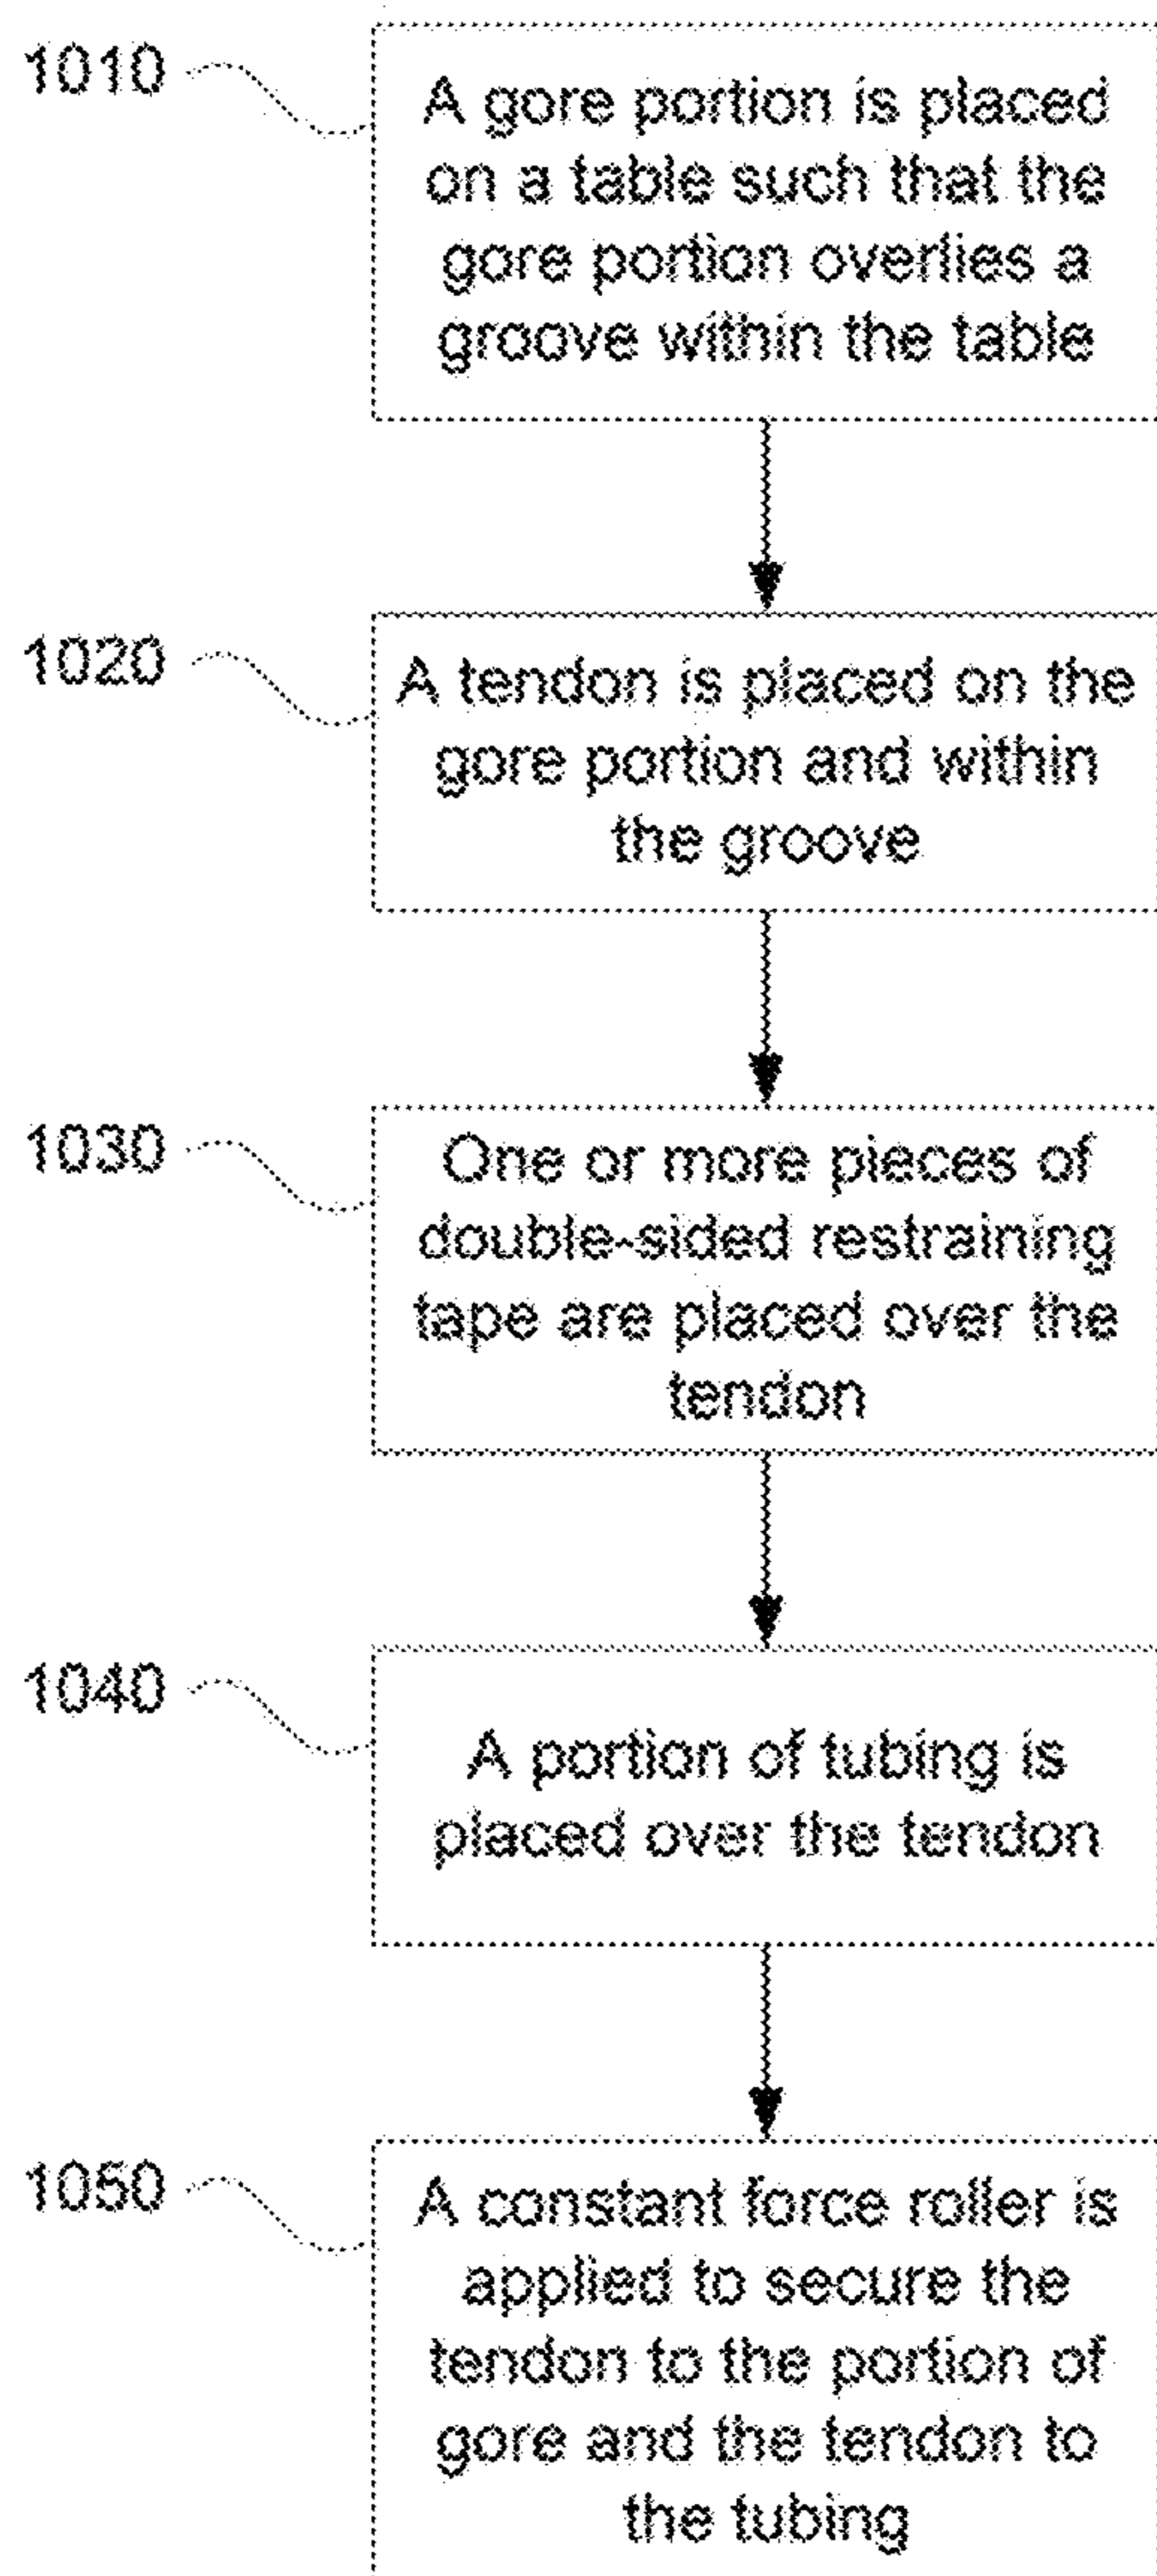 1010
A gore portion is placed
on a table such that the
gore portion overlies a
groove within the table
1020
A tendon is placed on the
gore portion and within
the groove
1030
One or more pieces of
double-sided restraining
tape are placed over the
tendon
1040
A portion of tubing is
placed over the tendon
1050
A constant force roller is
applied to secure the
tendon to the portion of
gore and the tendon to
the tubing